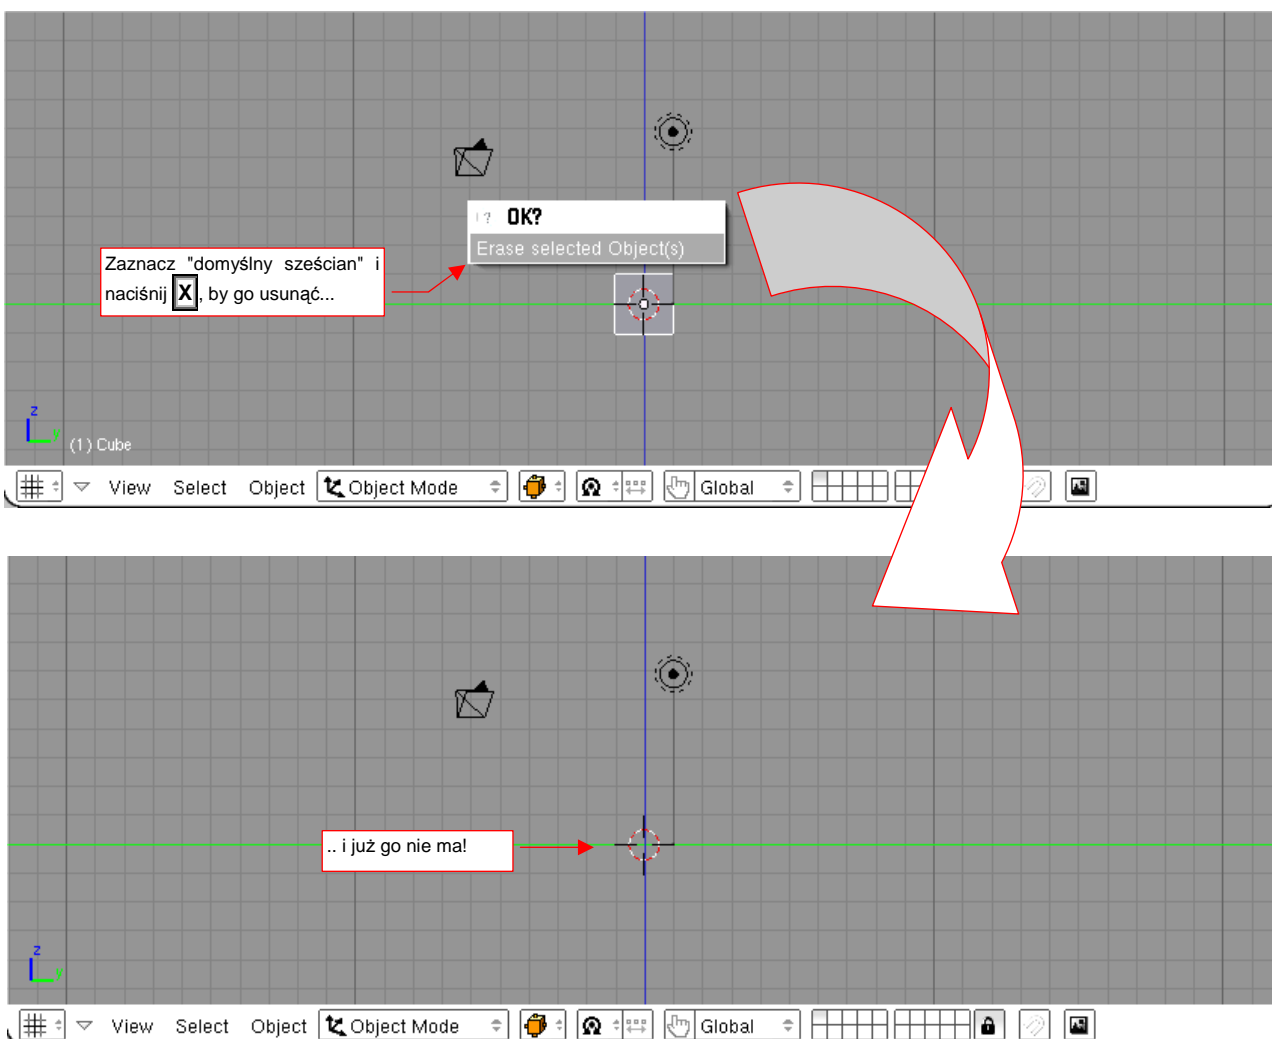 OK?
Erase selected Object(s)
Zaznacz "domyślny sześcian" i
naciśnij X, by go usunąć...
z
y
(1) Cube
View Select Object Object Mode Global
.. i już go nie ma!
z
y
View Select Object Object Mode Global